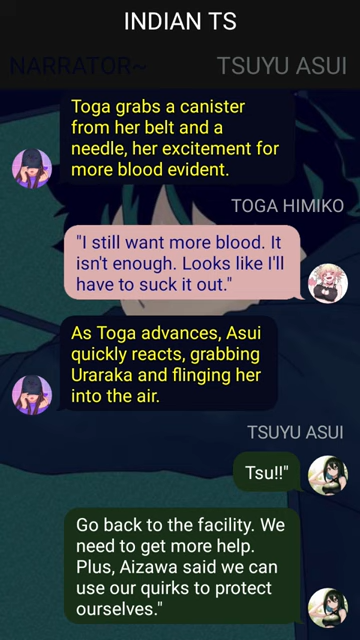 INDIAN TS
NARRATOR~
TSUYU ASUI
Toga grabs a canister
from her belt and a
needle, her excitement for
more blood evident.
TOGA HIMIKO
"I still want more blood. It
isn't enough. Looks like I'll
have to suck it out."
As Toga advances, Asui
quickly reacts, grabbing
Uraraka and flinging her
into the air.
TSUYU ASUI
Tsu!!"
Go back to the facility. We
need to get more help.
Plus, Aizawa said we can
use our quirks to protect
ourselves."